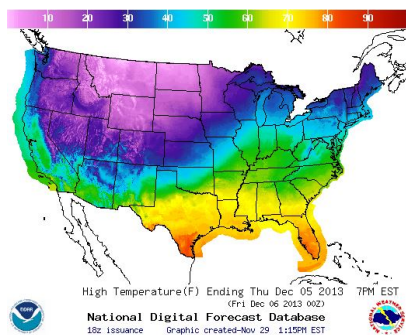 10 20 30 40 50 60 70 80 90
High Temperature(F) Ending Thu Dec 05 2013 7PM EST
(Fri Dec 06 2013 00Z)
National Digital Forecast Database
18z issuance Graphic created-Nov 29 1:15PM EST
NOAA